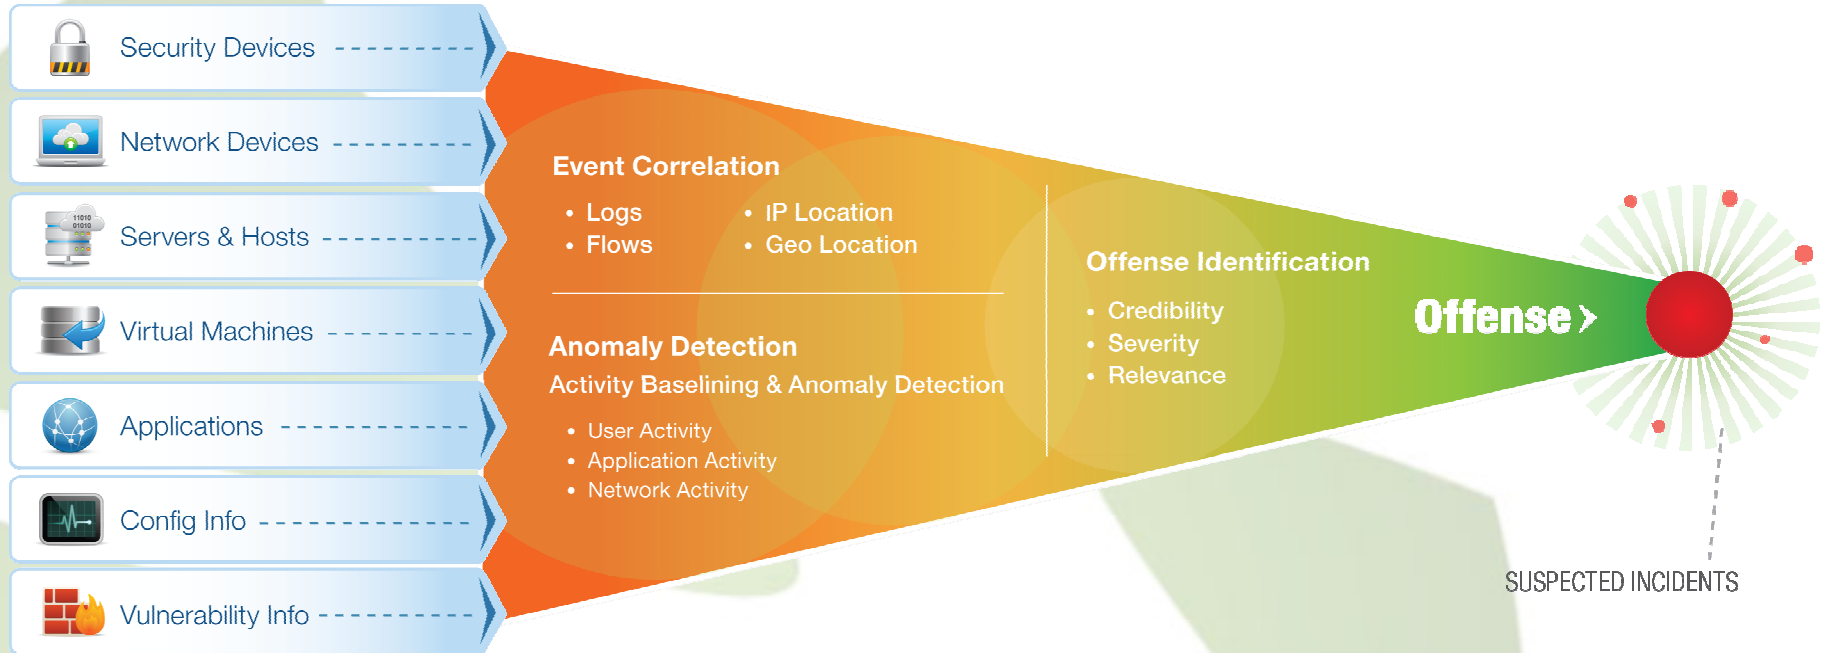 Security Devices
Network Devices
Servers & Hosts
Virtual Machines
Applications
Config Info
Vulnerability Info
Event Correlation
• Logs
• Flows
• IP Location
• Geo Location
Anomaly Detection
Activity Baselining & Anomaly Detection
• User Activity
• Application Activity
• Network Activity
Offense Identification
• Credibility
• Severity
• Relevance
Offense >
SUSPECTED INCIDENTS
11010
01010